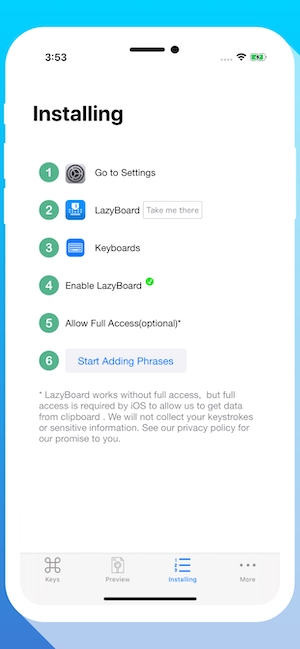 3:53
Installing
1 Go to Settings
2 LazyBoard Take me there
3 Keyboards
4 Enable LazyBoard
5 Allow Full Access(optional)*
6 Start Adding Phrases
* LazyBoard works without full access, but full
access is required by iOS to allow us to get data
from clipboard . We will not collect your keystrokes
or sensitive information. See our privacy policy for
our promise to you.
Keys Preview Installing More